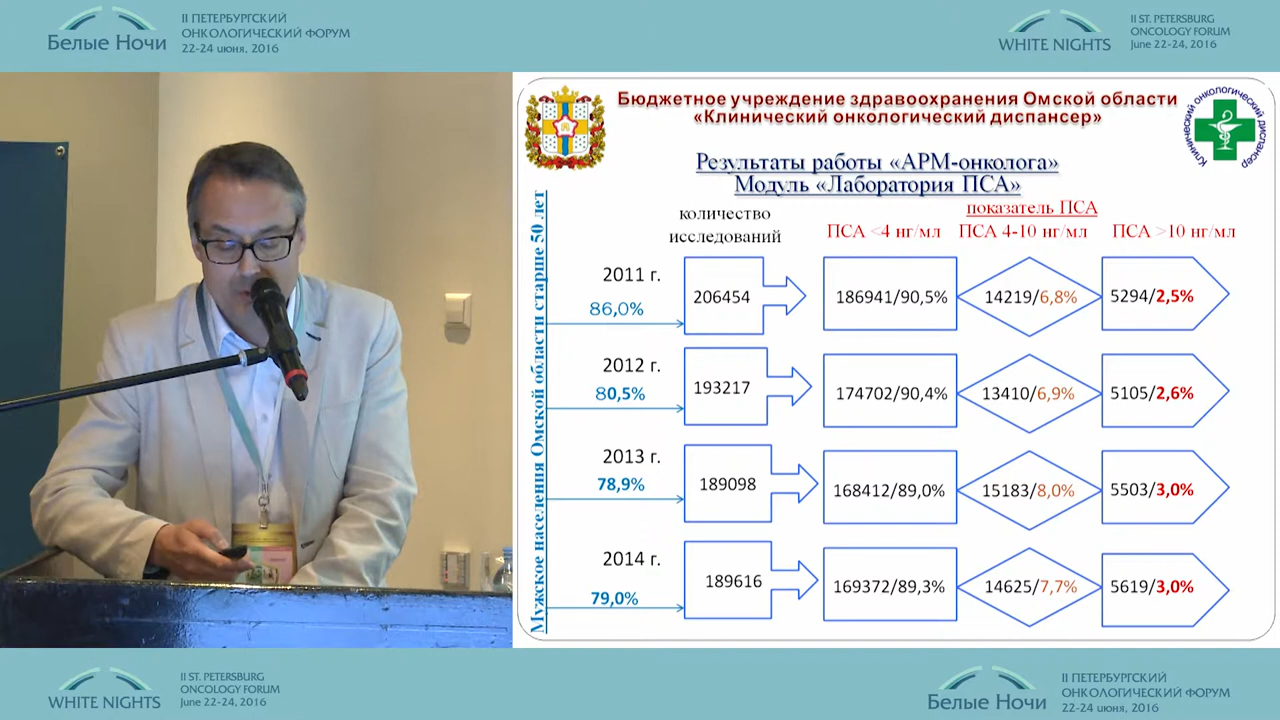 Белые Ночи
II ПЕТЕРБУРГСКИЙ
ОНКОЛОГИЧЕСКИЙ ФОРУМ
22-24 июня, 2016
WHITE NIGHTS
II ST. PETERSBURG
ONCOLOGY FORUM
June 22-24, 2016
Бюджетное учреждение здравоохранения Омской области
«Клинический онкологический диспансер»
Клинический онкологический диспансер
Результаты работы «АРМ-онколога»
Модуль «Лаборатория ПСА»
Мужское население Омской области старше 50 лет
количество
исследований
показатель ПСА
ПСА <4 нг/мл ПСА 4-10 нг/мл ПСА >10 нг/мл
2011 г.
86,0%
206454 186941/90,5% 14219/6,8% 5294/2,5%
2012 г.
80,5%
193217 174702/90,4% 13410/6,9% 5105/2,6%
2013 г.
78,9%
189098 168412/89,0% 15183/8,0% 5503/3,0%
2014 г.
79,0%
189616 169372/89,3% 14625/7,7% 5619/3,0%
WHITE NIGHTS
II ST. PETERSBURG
ONCOLOGY FORUM
June 22-24, 2016
Белые Ночи
II ПЕТЕРБУРГСКИЙ
ОНКОЛОГИЧЕСКИЙ ФОРУМ
22-24 июня, 2016